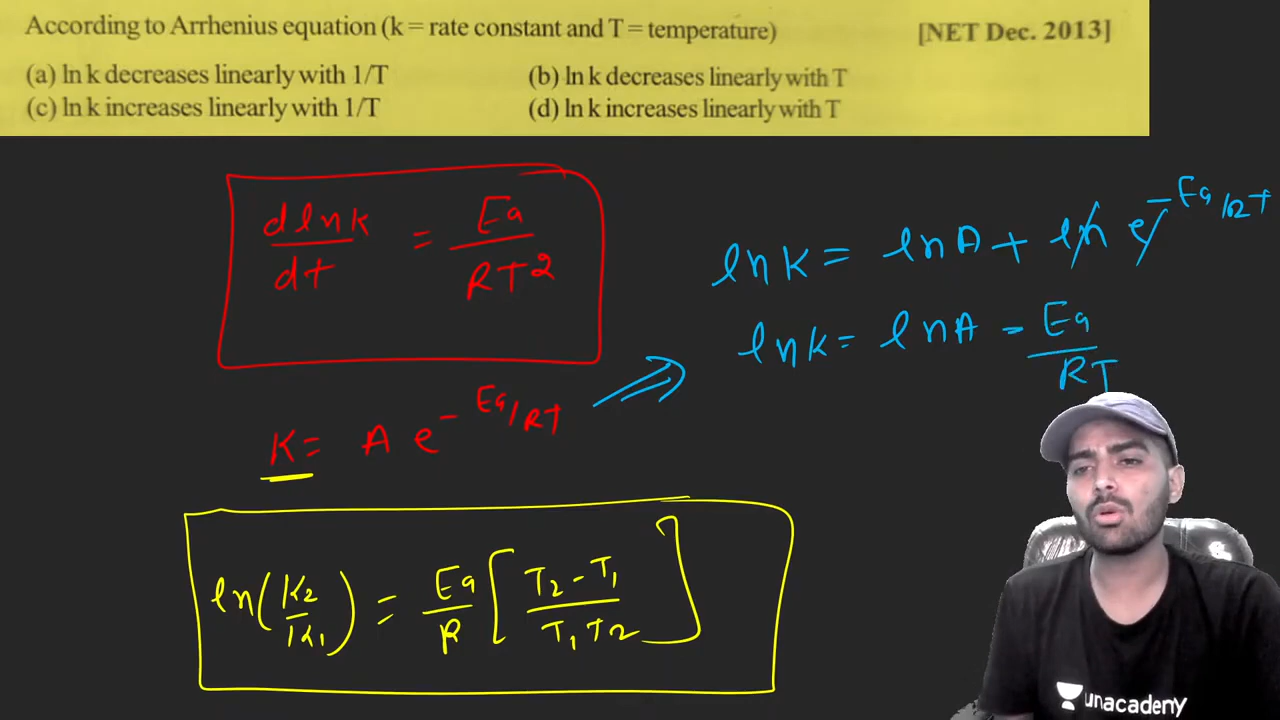 According to Arrhenius equation (k = rate constant and T = temperature) [NET Dec. 2013]
(a) ln k decreases linearly with 1/T (b) ln k decreases linearly with T
(c) ln k increases linearly with 1/T (d) ln k increases linearly with T
d ln k / dt = Ea / RT2
ln K = ln A + ln e^-Ea/RT
ln K = ln A - Ea / RT
K = A e^-Ea/RT
ln(K2/K1) = Ea/R [T2-T1 / T1T2]
unacademy